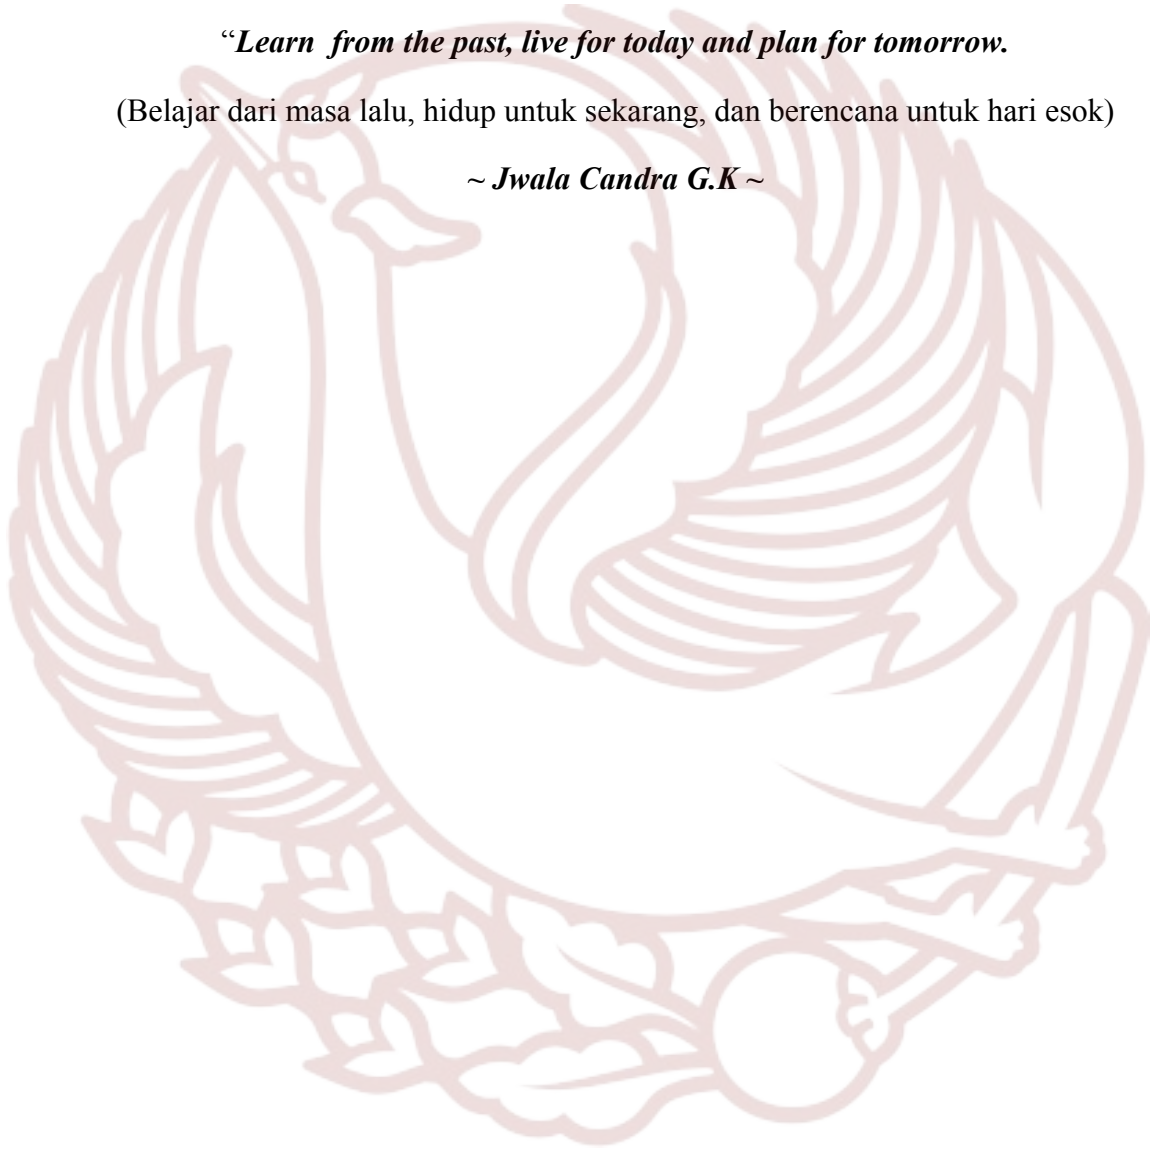 “Learn  from the past, live for today and plan for tomorrow.
(Belajar dari masa lalu, hidup untuk sekarang, dan berencana untuk hari esok)
~ Jwala Candra G.K ~